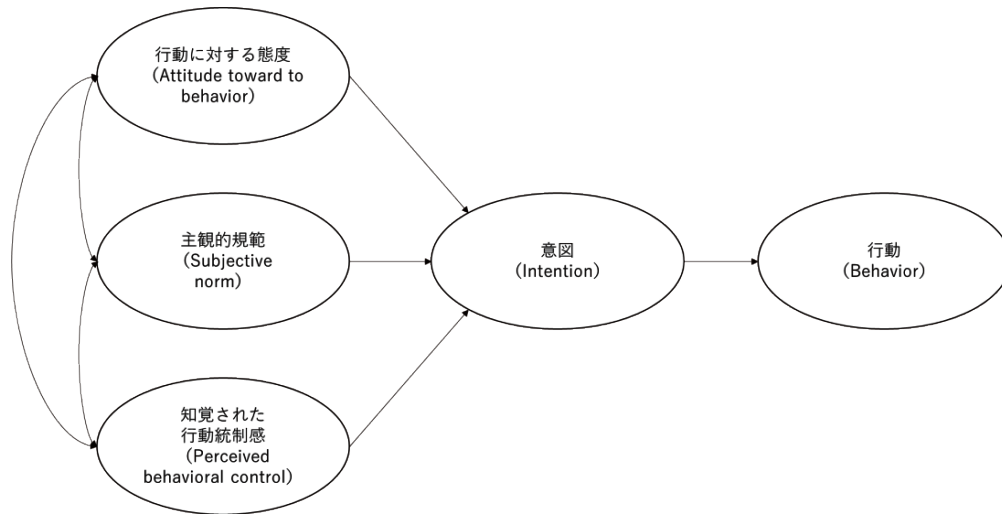 行動に対する態度
（Attitude toward to
behavior）
主観的規範
（Subjective
norm）
知覚された
行動統制感
（Perceived
behavioral control）
意図
（Intention）
行動
（Behavior）